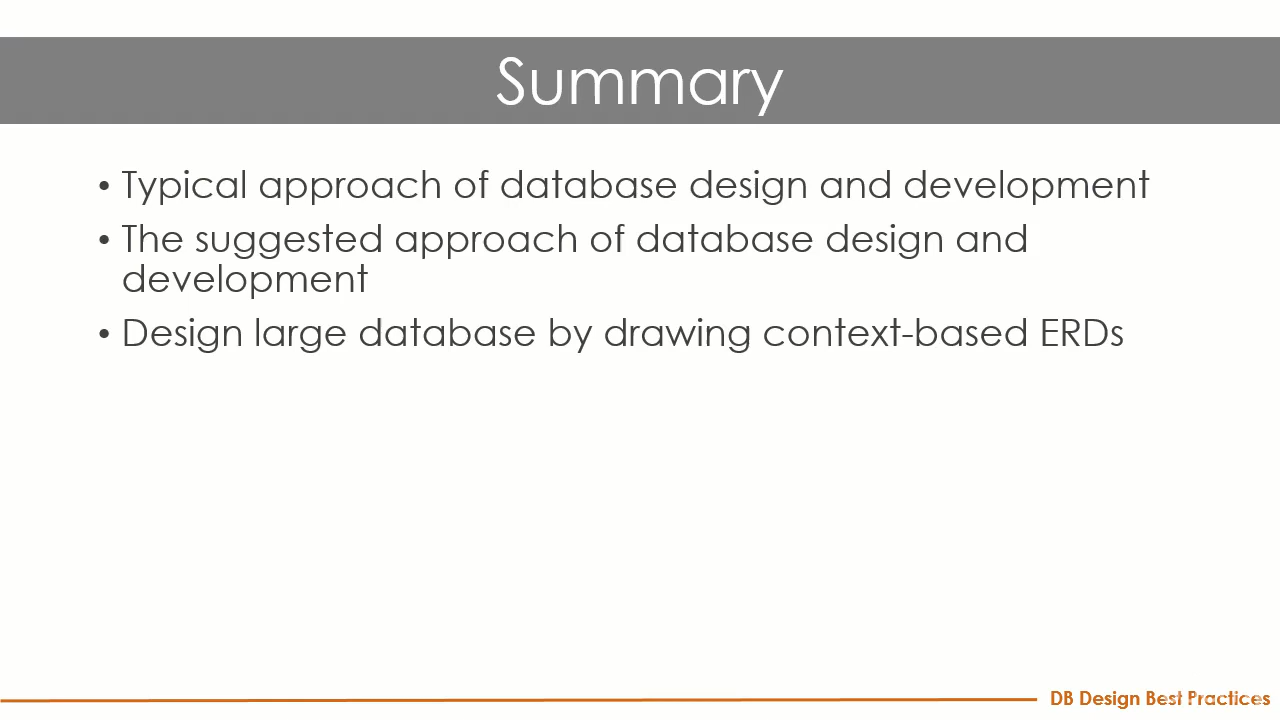 Summary
• Typical approach of database design and development
• The suggested approach of database design and
development
• Design large database by drawing context-based ERDs
DB Design Best Practices